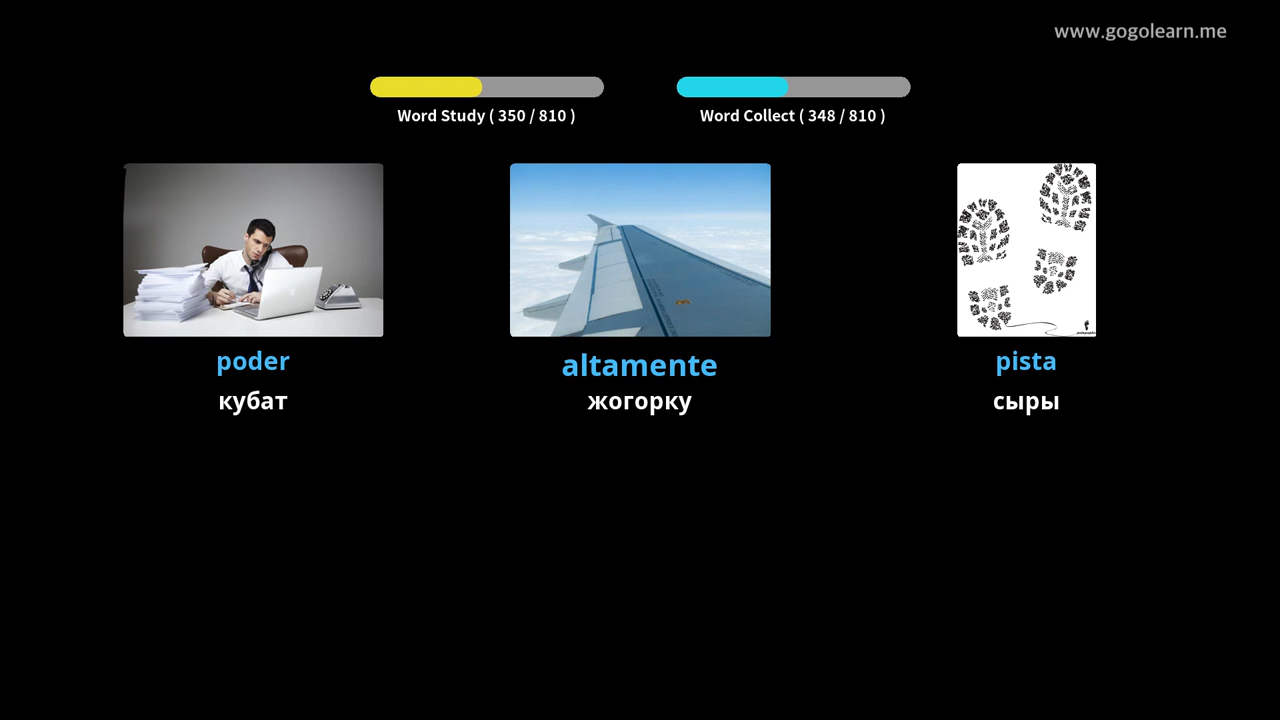 www.gogolearn.me
Word Study ( 350 / 810 )
Word Collect ( 348 / 810 )
poder
altamente
pista
кубат
жогорку
сыры